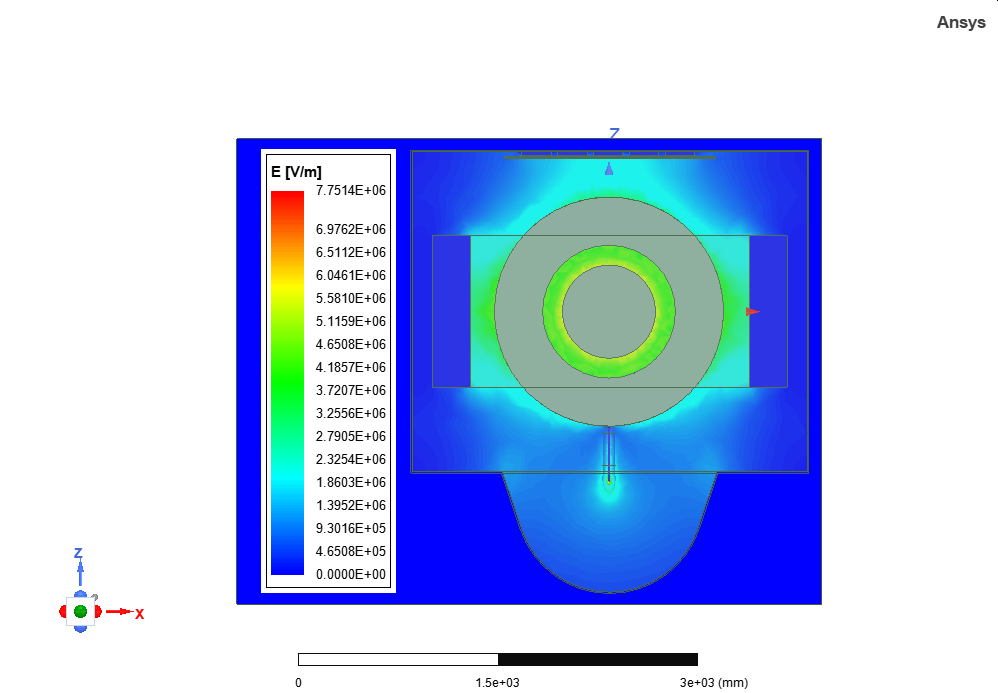 Ansys
Z
E [V/m]
7.7514E+06
6.9762E+06
6.5112E+06
6.0461E+06
5.5810E+06
5.1159E+06
4.6508E+06
4.1857E+06
3.7207E+06
3.2556E+06
2.7905E+06
2.3254E+06
1.8603E+06
1.3952E+06
9.3016E+05
4.6508E+05
0.0000E+00
Z
X
0 1.5e+03 3e+03 (mm)